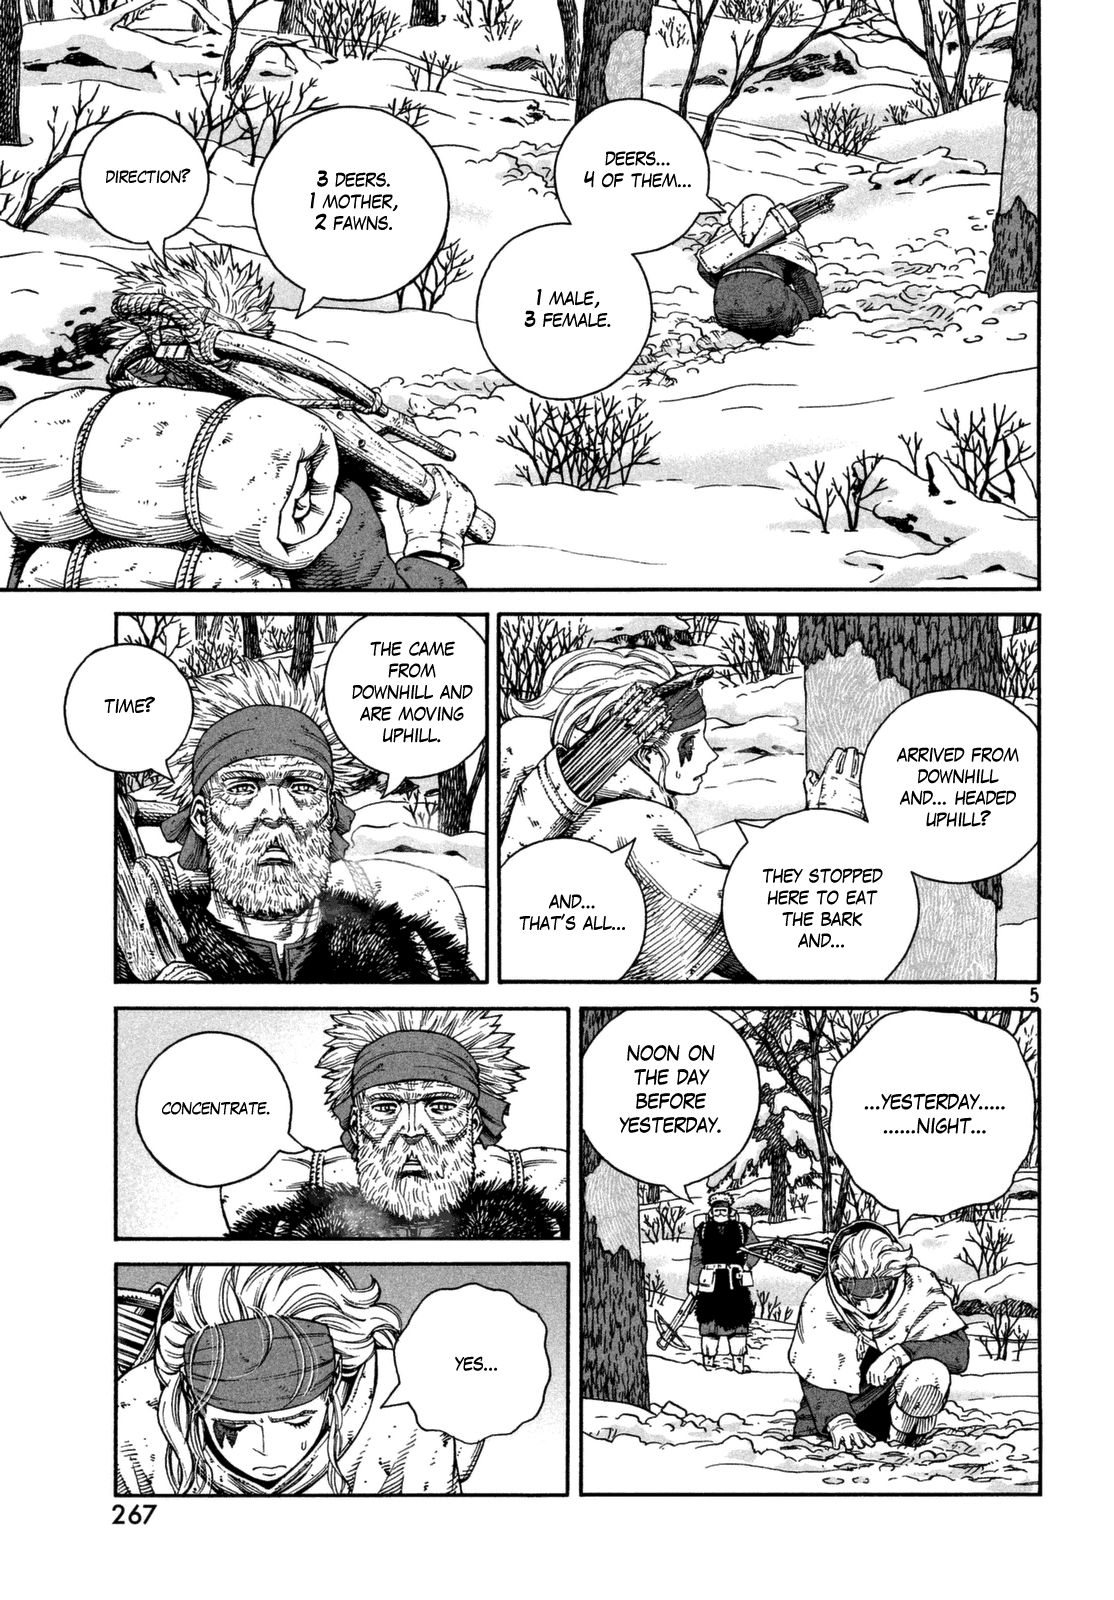 DEERS...
4 OF THEM...
1 MALE,
3 FEMALE.
3 DEERS.
1 MOTHER,
2 FAWNS.
DIRECTION?
ARRIVED FROM
DOWNHILL
AND... HEADED
UPHILL?
THEY STOPPED
HERE TO EAT
THE BARK
AND...
AND...
THAT'S ALL...
THE CAME
FROM
DOWNHILL AND
ARE MOVING
UPHILL.
TIME?
5
...YESTERDAY.....
......NIGHT...
NOON ON
THE DAY
BEFORE
YESTERDAY.
CONCENTRATE.
YES...
267